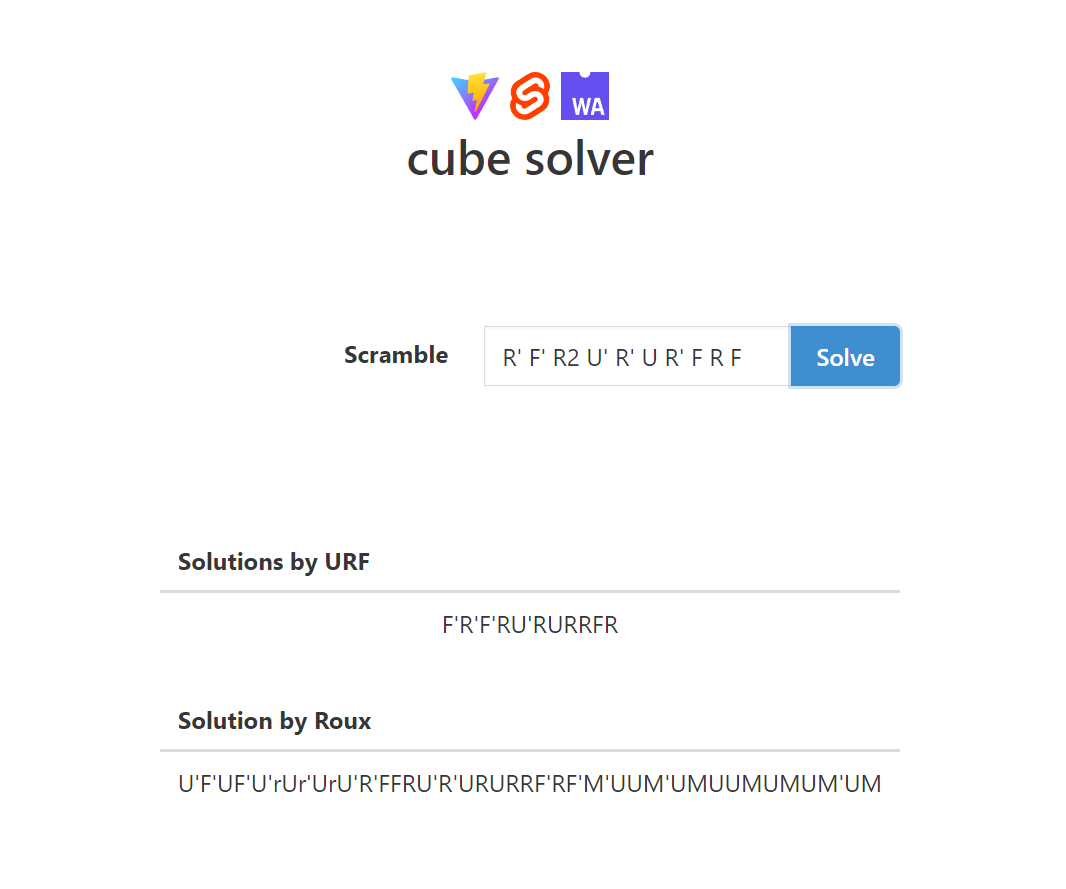 WA
cube solver
Scramble
R' F' R2 U' R' U R' F R F
Solve
Solutions by URF
F'R'F'RU'RURRFR
Solution by Roux
U'F'UF'U'rUr'UrU'R'FFRU'R'URURRF'RF'M'UUM'UMUUMUMUM'UM